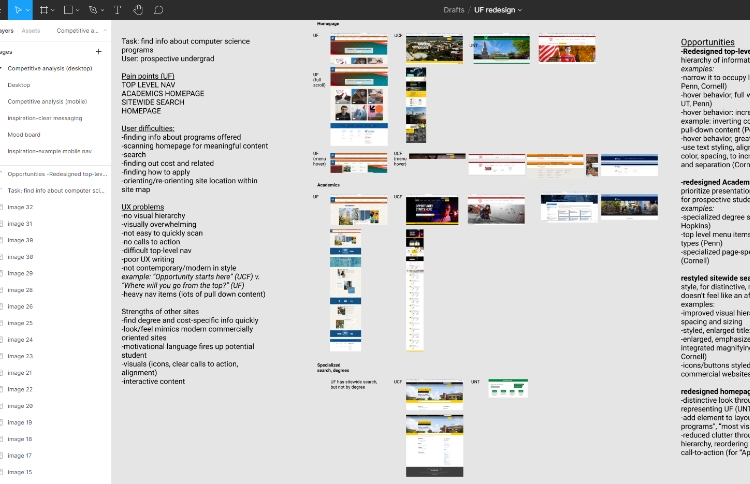 Drafts / UF redesign
ayers
Assets
Competitive a...
ages
Competitive analysis (desktop)
Desktop
Competitive analysis (mobile)
Inspiration-clear messaging
Mood board
Inspiration-example mobile nav
Opportunities -Redesigned top-lev...
Task: find info about computer sci...
image 32
image 31
image 30
image 29
image 28
image 26
image 25
image 24
image 23
image 21
image 22
image 20
image 18
image 17
image 15
Task: find info about computer science
programs
User: prospective undergrad
Pain points (UF)
TOP LEVEL NAV
ACADEMICS HOMEPAGE
SITEWIDE SEARCH
HOMEPAGE
User difficulties:
-finding info about programs offered
-scanning homepage for meaningful content
-search
-finding out cost and related
-finding how to apply
-orienting/re-orienting site location within
site map
UX problems
-no visual hierarchy
-visually overwhelming
-not easy to quickly scan
-no calls to action
-difficult top-level nav
-poor UX writing
-not contemporary/modern in style
example: "Opportunity starts here" (UCF) v.
"Where will you go from the top?" (UF)
-heavy nav items (lots of pull down content)
Strengths of other sites
-find degree and cost-specific info quickly
-look/feel mimics modern commercially
oriented sites
-motivational language fires up potential
student
-visuals (icons, clear calls to action,
alignment)
-interactive content
Homepage
UF
UCF
UNT
UF
(full
scroll)
UF
(menu
hover)
UCF
(menu
hover)
Academics
UF
UCF
Specialized
search, degrees
UF has sitewide search,
but not by degree
UCF
UNT
Opportunities
-Redesigned top-leve
hierarchy of informat
examples:
-narrow it to occupy l
Penn, Cornell)
-hover behavior, full w
UT, Penn)
-hover behavior: incre
example: inverting co
pull-down content (P
-hover behavior, grea
-use text styling, align
color, spacing, to inc
and separation (Corn
-redesigned Academ
prioritize presentation
for prospective stude
examples:
-specialized degree s
Hopkins)
-top level menu items
types (Penn)
-specialized page-spe
(Cornell)
restyled sitewide sea
style, for distinctive, r
doesn't feel like an af
examples:
-improved visual hiera
spacing and sizing
-styled, enlarged title:
-enlarged, emphasize
integrated magnifyin
Cornell)
-icons/buttons styled
commercial websites
redesigned homepag
-distinctive look throu
representing UF (UNT
-add element to layou
programs", "most vis
-reduced clutter throu
hierarchy, reordering
call-to-action (for "Ap